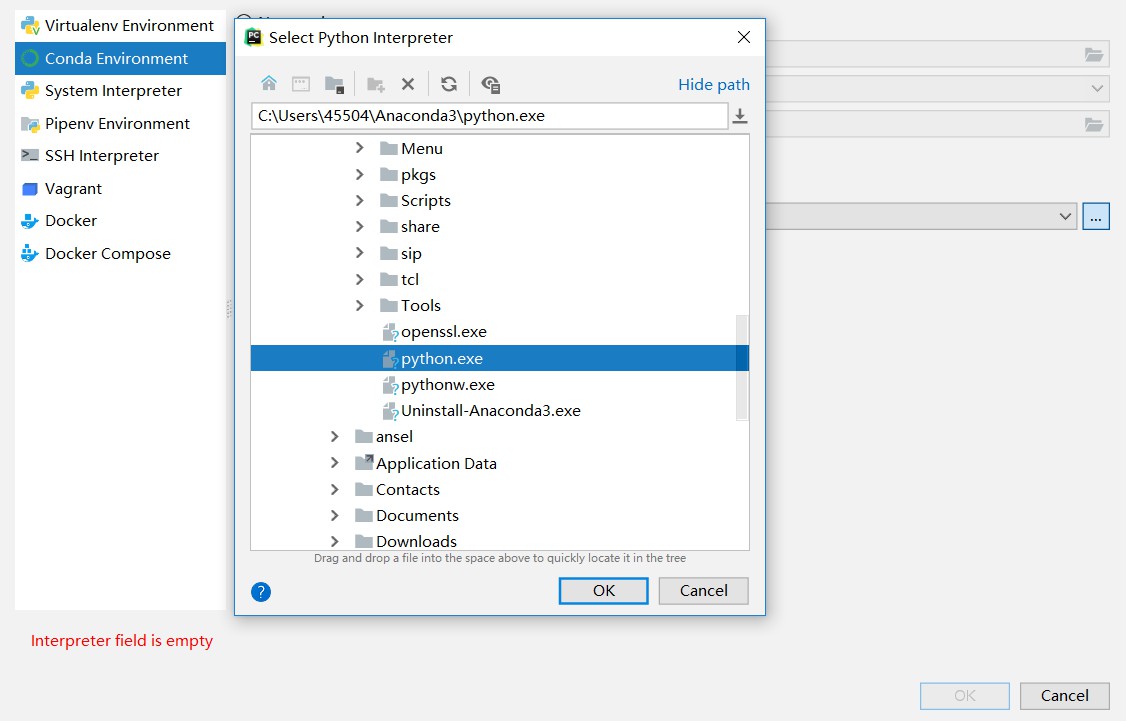 Virtualenv Environment
Conda Environment
System Interpreter
Pipenv Environment
SSH Interpreter
Vagrant
Docker
Docker Compose
PC Select Python Interpreter
Hide path
C:\Users\45504\Anaconda3\python.exe
Menu
pkgs
Scripts
share
sip
tcl
Tools
openssl.exe
python.exe
pythonw.exe
Uninstall-Anaconda3.exe
ansel
Application Data
Contacts
Documents
Downloads
Drag and drop a file into the space above to quickly locate it in the tree
?
OK
Cancel
...
Interpreter field is empty
OK
Cancel